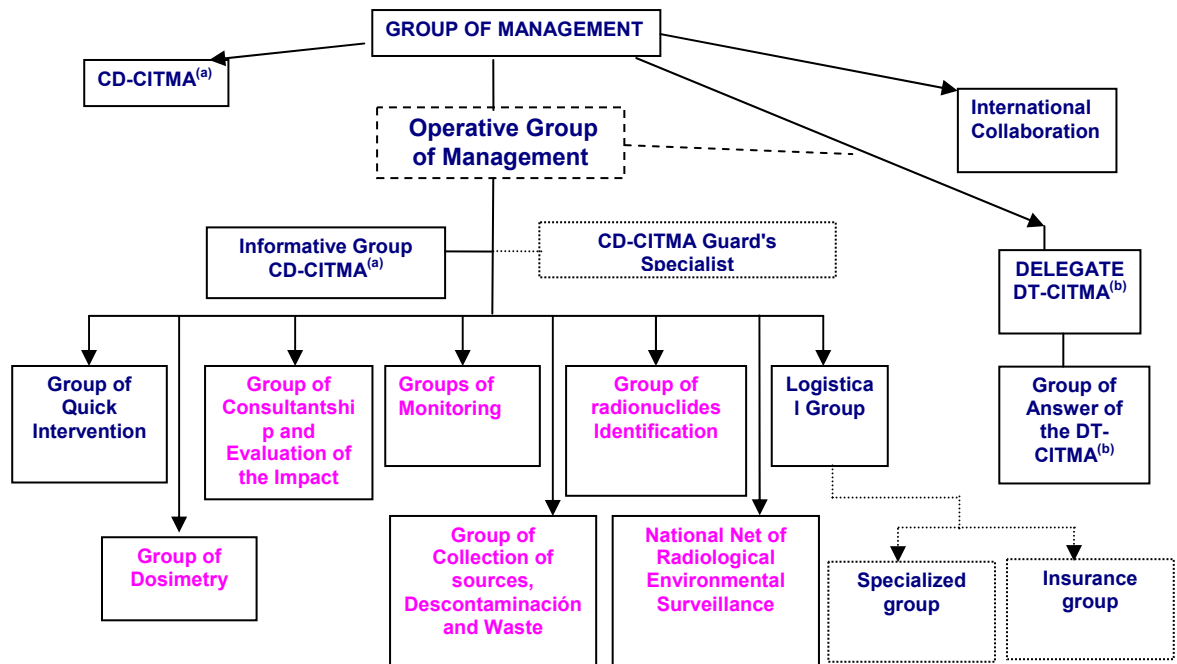 GROUP OF MANAGEMENT
CD-CITMA(a)
International
Collaboration
Operative Group
of Management
Informative Group
CD-CITMA(a)
CD-CITMA Guard's
Specialist
DELEGATE
DT-CITMA(b)
Group of
Quick
Intervention
Group of
Consultantshi
p and
Evaluation of
the Impact
Groups of
Monitoring
Group of
radionuclides
Identification
Logistica
l Group
Group of
Answer of
the DT-
CITMA(b)
Group of
Dosimetry
Group of
Collection of
sources,
Descontaminación
and Waste
National Net of
Radiological
Environmental
Surveillance
Specialized
group
Insurance
group